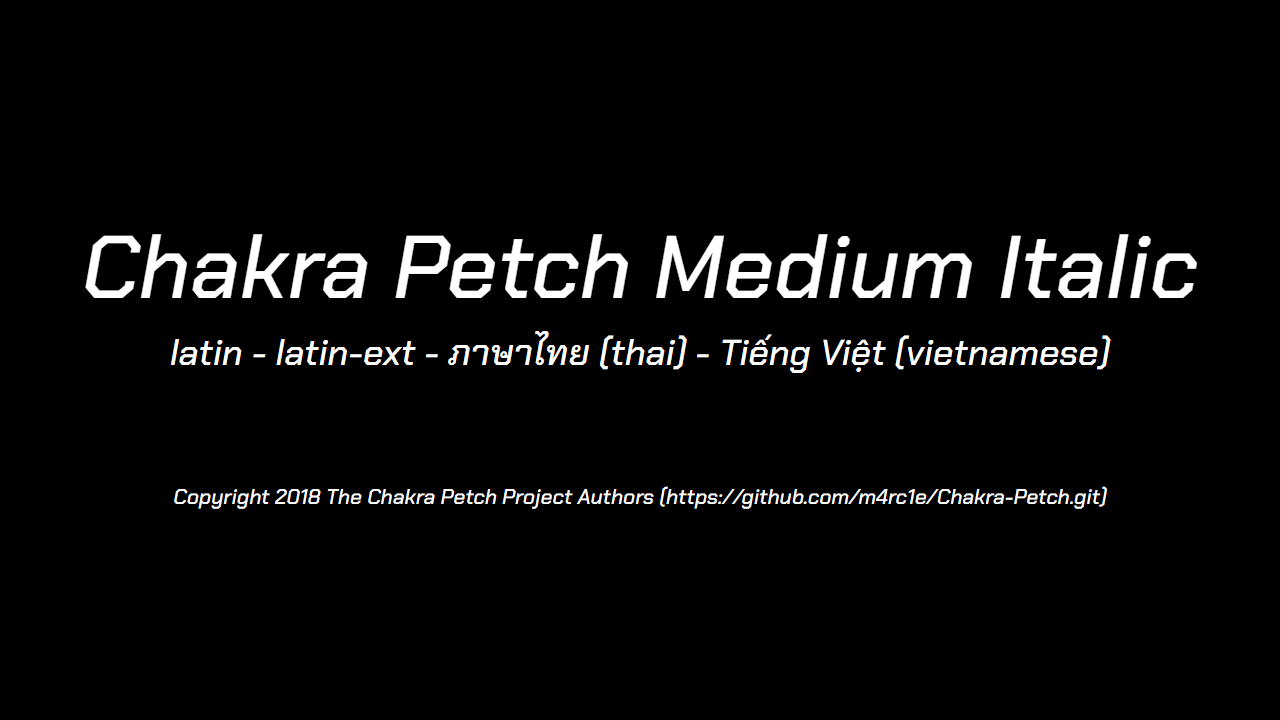 Chakra Petch Medium Italic
latin - latin-ext - ภาษาไทย (thai) - Tiếng Việt (vietnamese)
Copyright 2018 The Chakra Petch Project Authors (https://github.com/m4rc1e/Chakra-Petch.git)